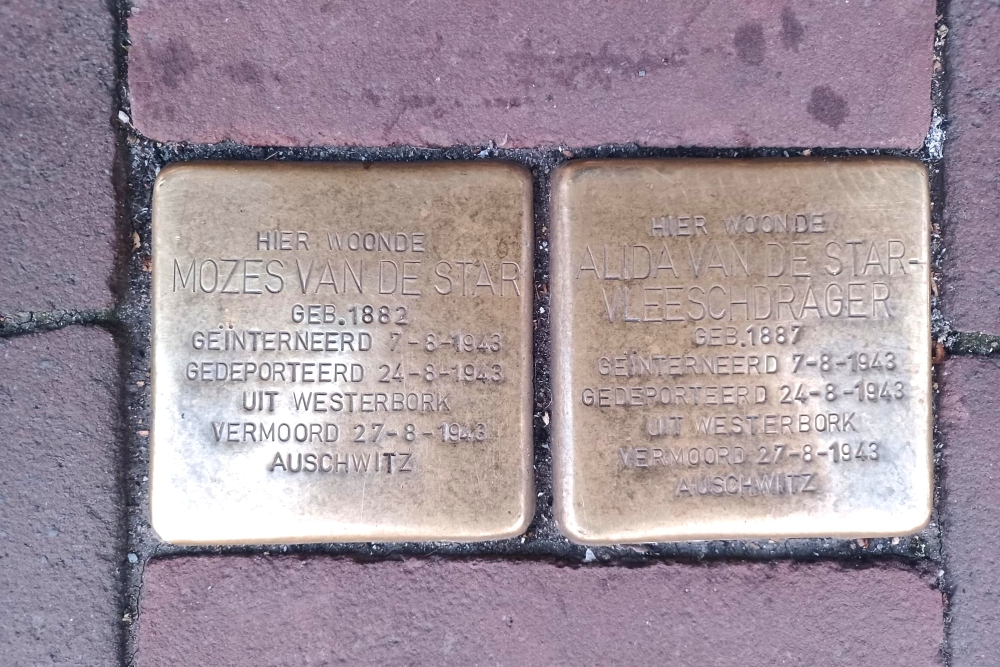 HIER WOONDE
MOZES VAN DE STAR
GEB. 1882
GEÏNTERNEERD 7-8-1943
GEDEPORTEERD 24-8-1943
UIT WESTERBORK
VERMOORD 27-8-1943
AUSCHWITZ
HIER WOONDE
ALIDA VAN DE STAR-
VLEESCHDRAGER
GEB. 1887
GEÏNTERNEERD 7-8-1943
GEDEPORTEERD 24-8-1943
UIT WESTERBORK
VERMOORD 27-8-1943
AUSCHWITZ